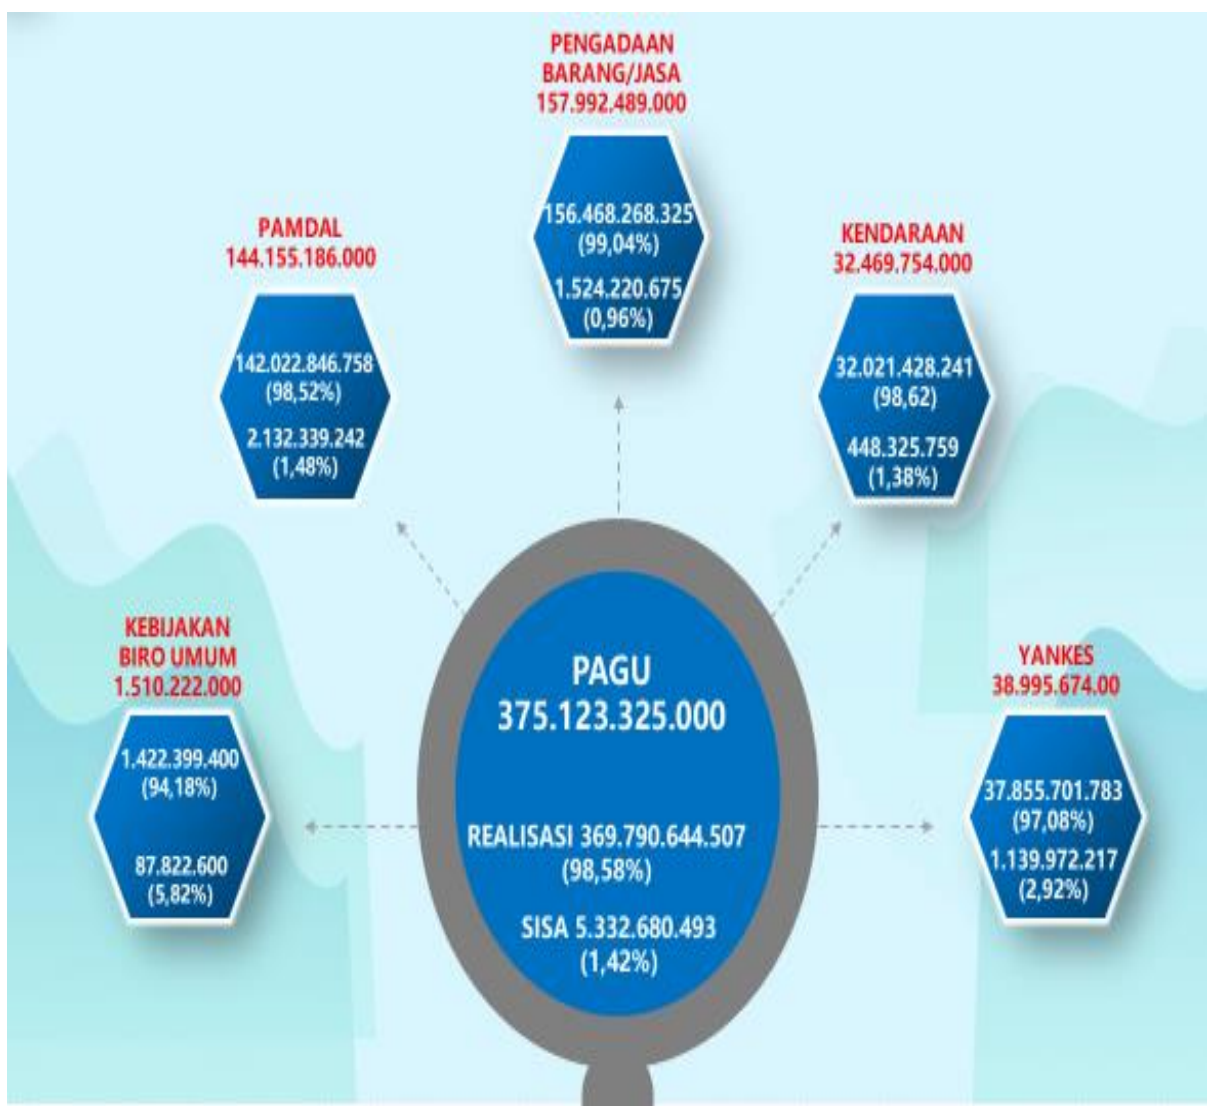 PENGADAAN
BARANG/JASA
157.992.489.000
156.468.268.325
(99,04%)
1.524.220.675
(0,96%)
PAMDAL
144.155.186.000
142.022.846.758
(98,52%)
2.132.339.242
(1,48%)
KENDARAAN
32.469.754.000
32.021.428.241
(98,62)
448.325.759
(1,38%)
KEBIJAKAN
BIRO UMUM
1.510.222.000
1.422.399.400
(94,18%)
87.822.600
(5,82%)
PAGU
375.123.325.000
REALISASI 369.790.644.507
(98,58%)
SISA 5.332.680.493
(1,42%)
YANKES
38.995.674.00
37.855.701.783
(97,08%)
1.139.972.217
(2,92%)